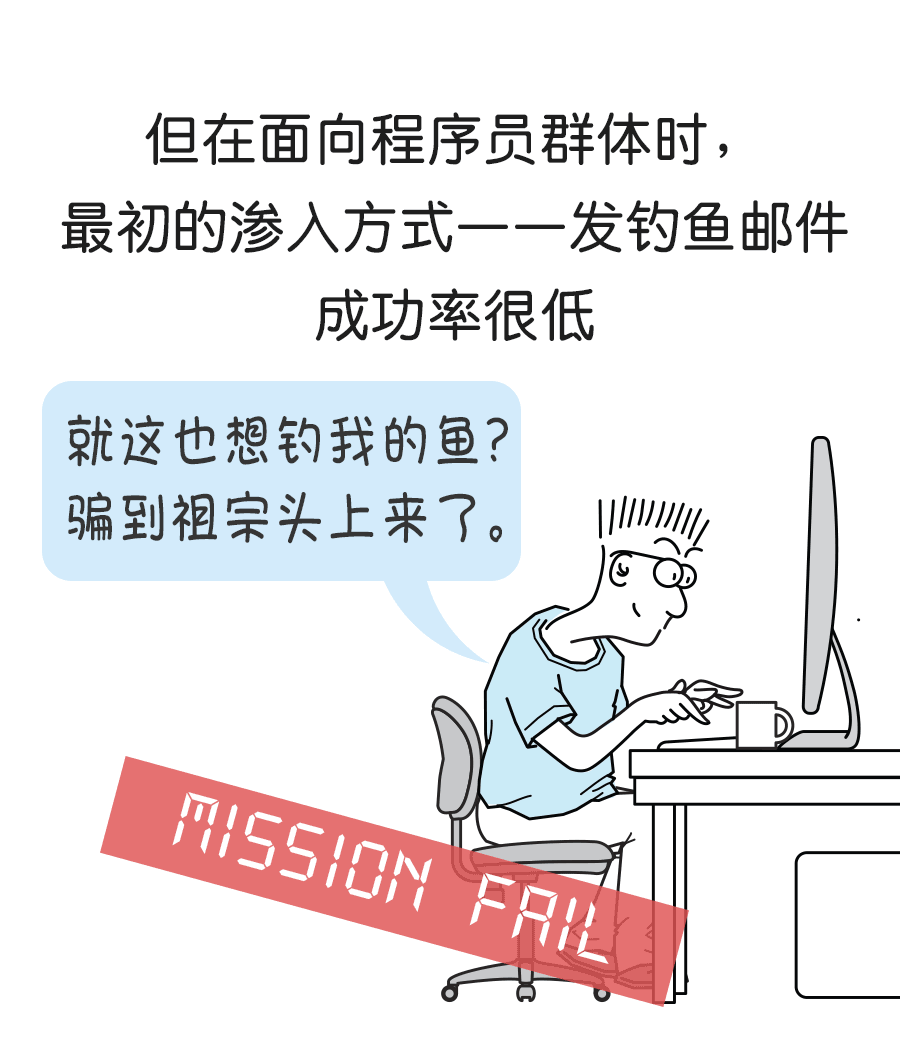 但在面向程序员群体时，
最初的渗入方式——发钓鱼邮件
成功率很低
就这也想钓我的鱼？
骗到祖宗头上来了。
MISSION FAIL